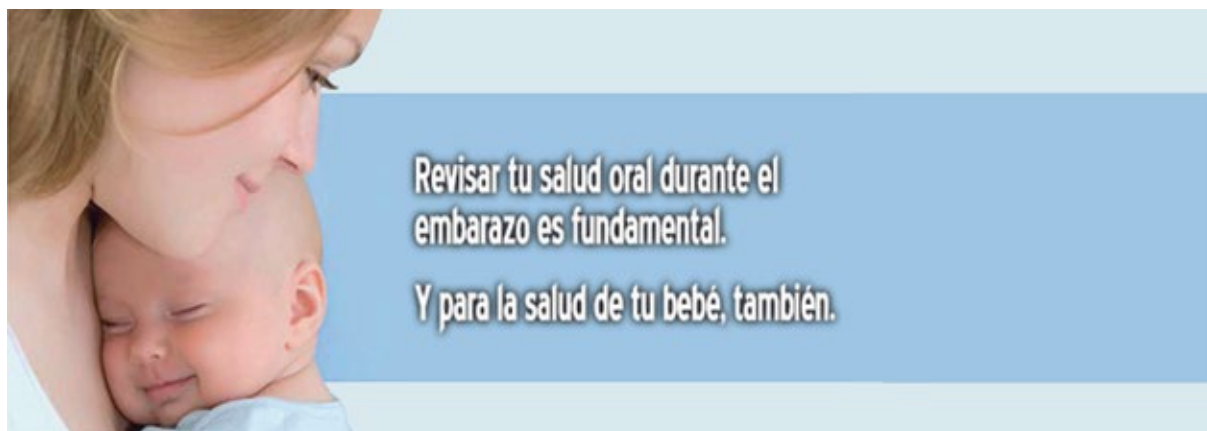 Revisar tu salud oral durante el
embarazo es fundamental.
Y para la salud de tu bebé, también.